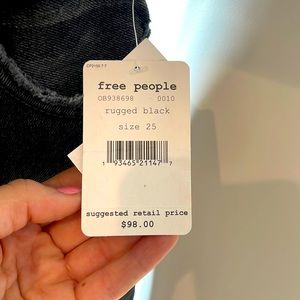 free people
OB938698 0010
rugged black
size 25
1 93465 21147 7
suggested retail price
$98.00